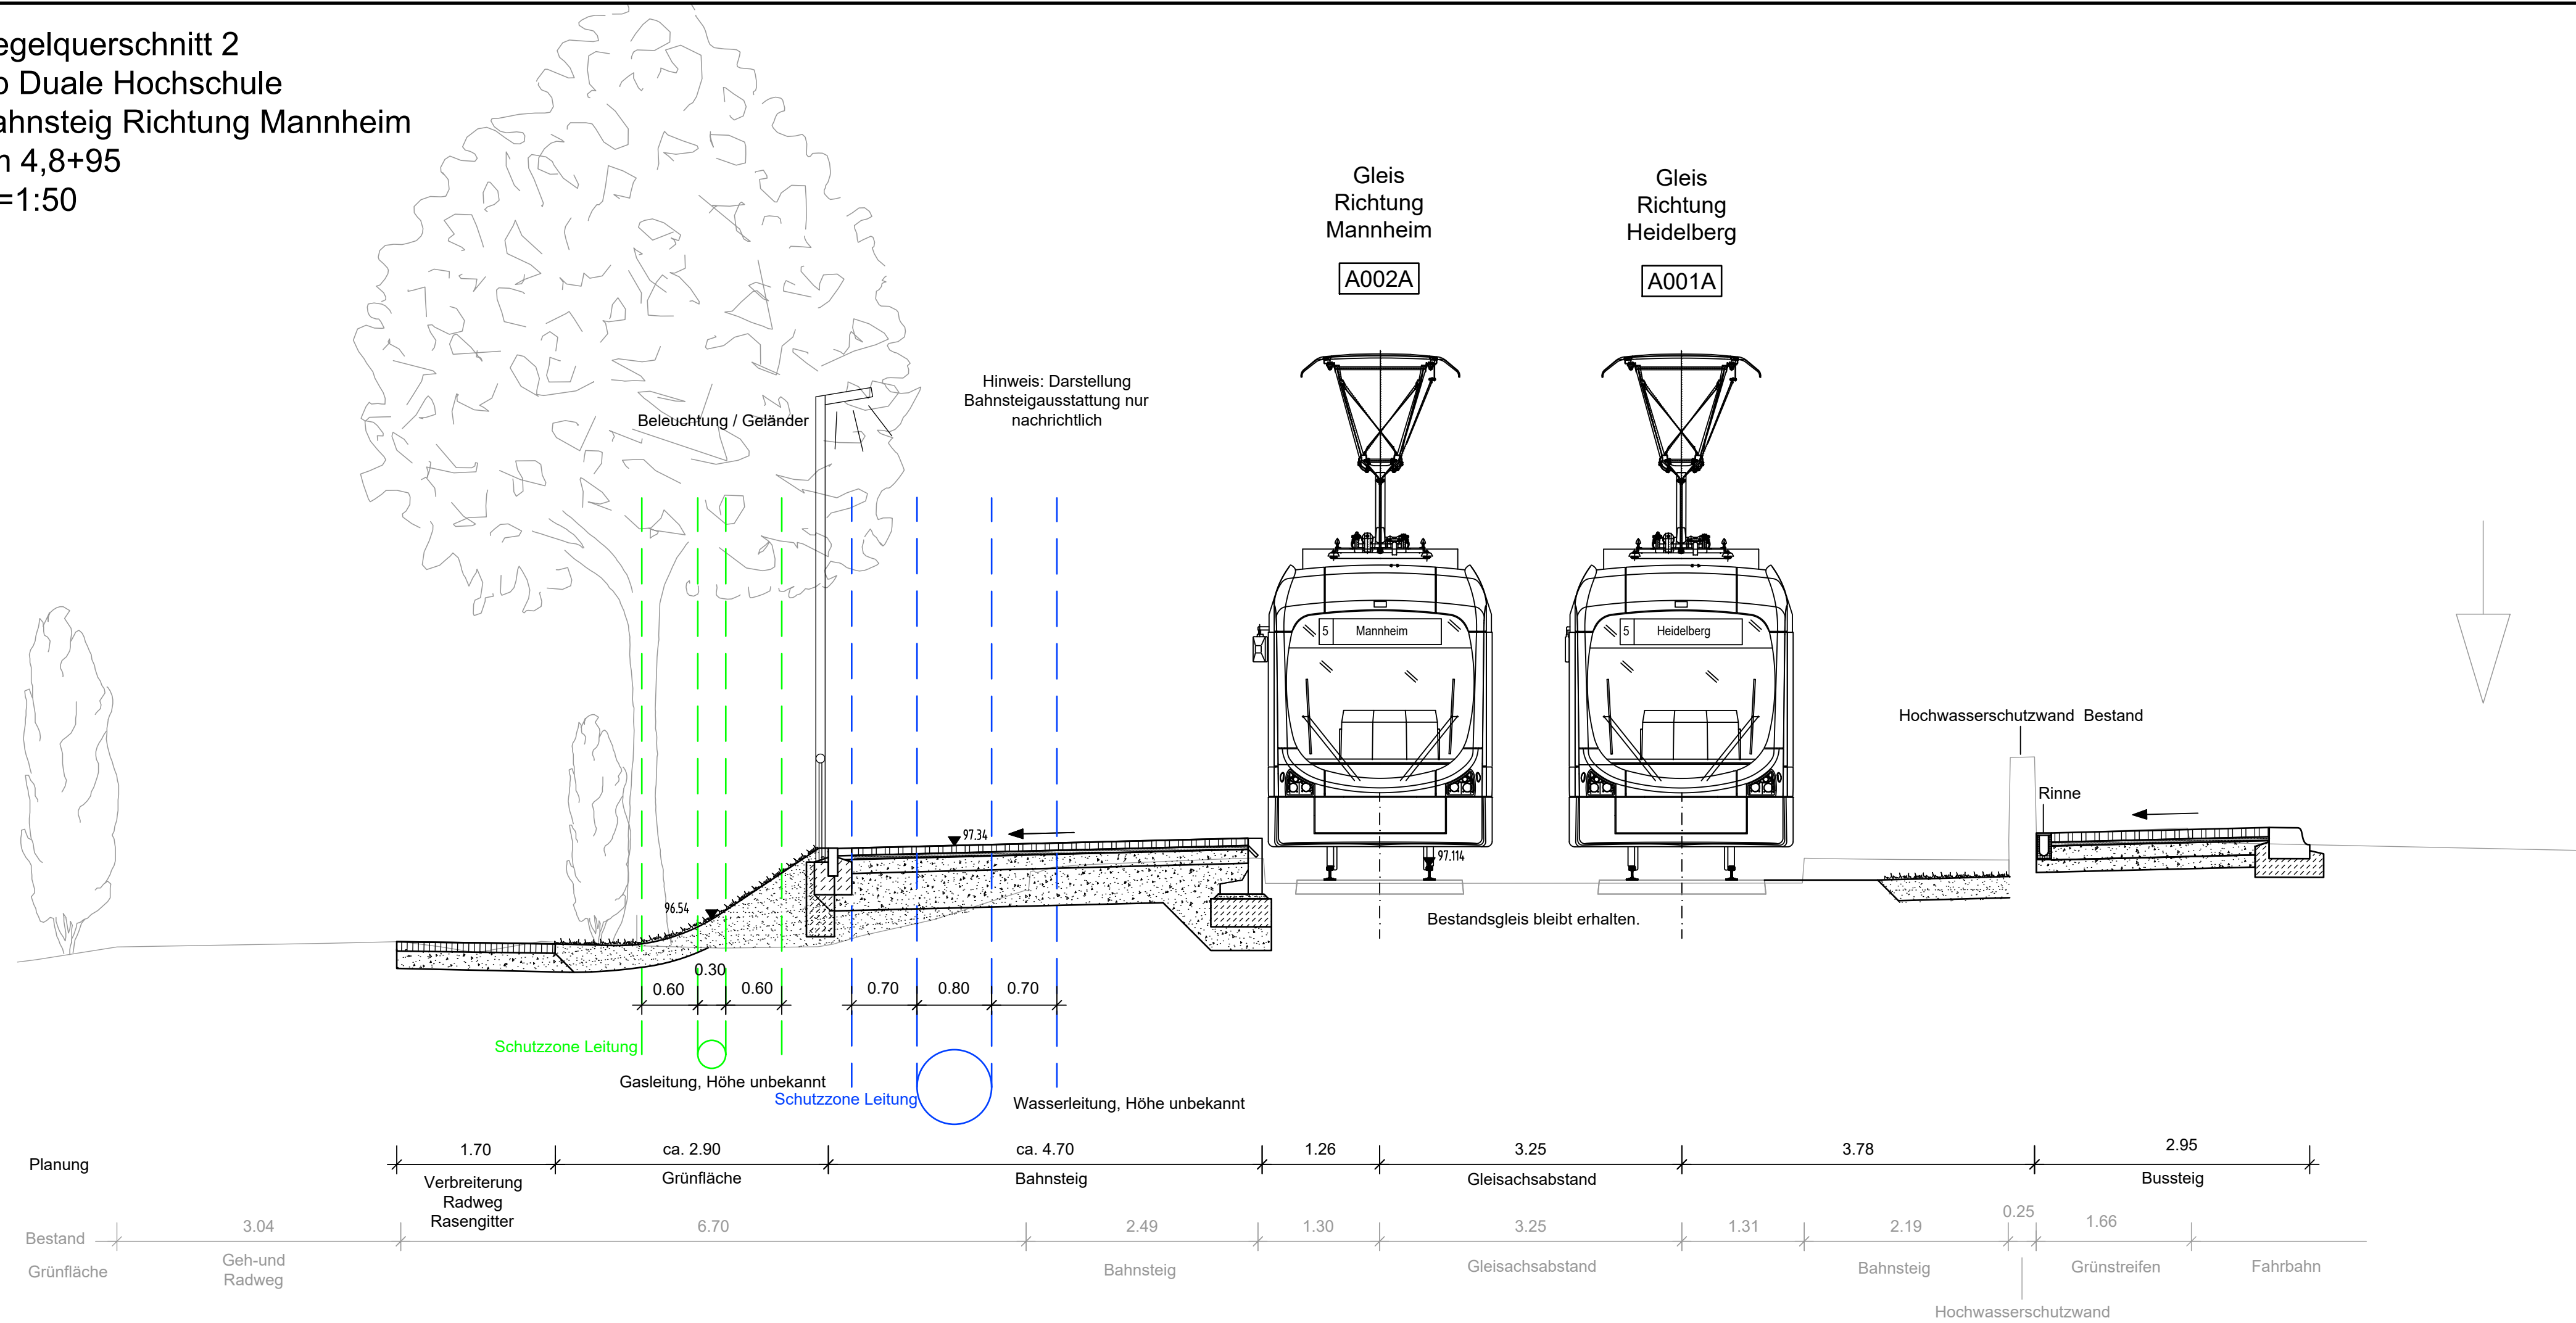 egelquerschnitt 2
Duale Hochschule
ahnsteig Richtung Mannheim
4,8+95
=1:50
Gleis
Richtung
Mannheim
A002A
Gleis
Richtung
Heidelberg
A001A
Hinweis: Darstellung
Bahnsteigausstattung nur
nachrichtlich
Beleuchtung / Geländer
5 Mannheim
5 Heidelberg
Hochwasserschutzwand Bestand
Rinne
97.34
97.114
96.54
Bestandsgleis bleibt erhalten.
0.30
0.60 0.60 0.70 0.80 0.70
Schutzzone Leitung
Gasleitung, Höhe unbekannt
Schutzzone Leitung
Wasserleitung, Höhe unbekannt
Planung
1.70 ca. 2.90 ca. 4.70 1.26 3.25 3.78 2.95
Verbreiterung
Radweg
Rasengitter
Grünfläche
Bahnsteig
Gleisachsabstand
Bussteig
Bestand
3.04 6.70 2.49 1.30 3.25 1.31 2.19 0.25 1.66
Grünfläche
Geh-und
Radweg
Bahnsteig
Gleisachsabstand
Bahnsteig
Grünstreifen
Fahrbahn
Hochwasserschutzwand